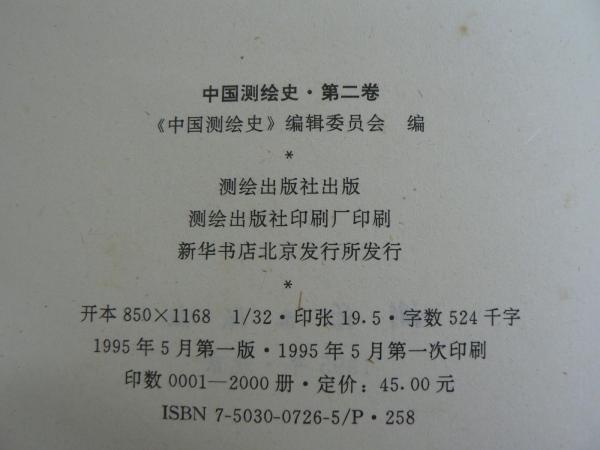 中国测绘史·第二卷
《中国测绘史》编辑委员会 编
*
测绘出版社出版
测绘出版社印刷厂印刷
新华书店北京发行所发行
*
开本 850×1168 1/32·印张 19.5·字数 524 千字
1995 年 5 月第一版·1995 年 5 月第一次印刷
印数 0001—2000 册·定价：45.00 元
ISBN 7-5030-0726-5/P·258